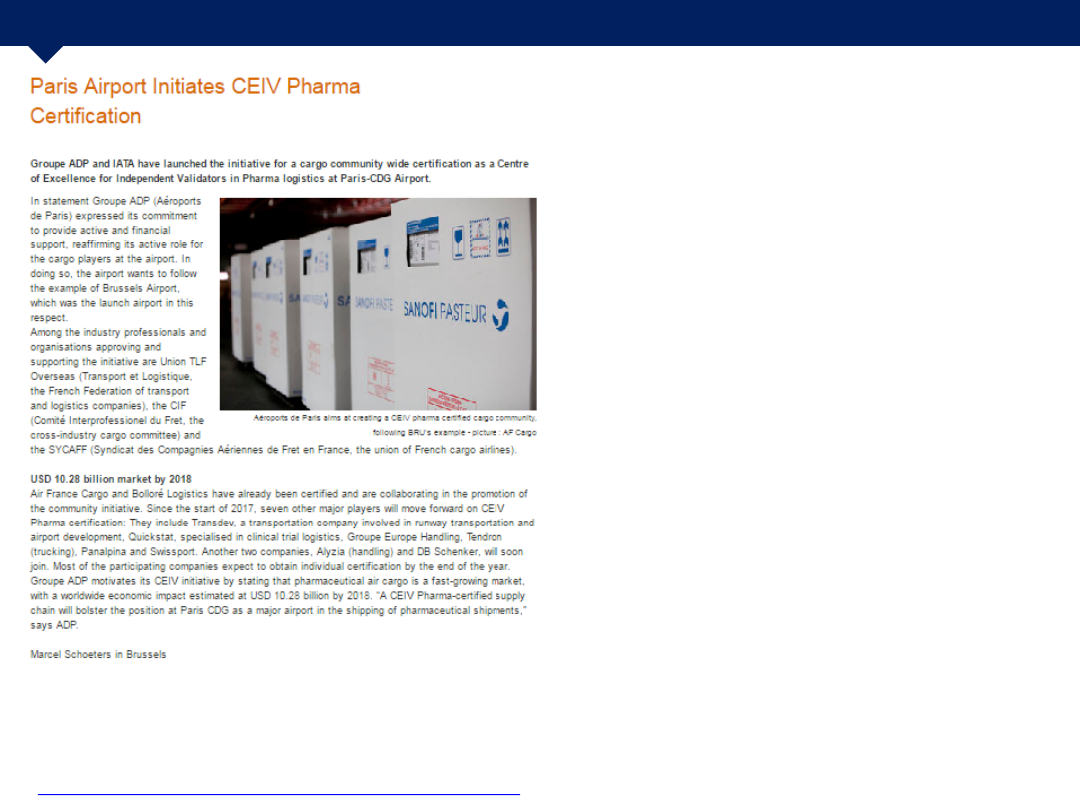 Paris Airport Initiates CEIV Pharma
Certification
Groupe ADP and IATA have launched the initiative for a cargo community wide certification as a Centre
of Excellence for Independent Validators in Pharma logistics at Paris-CDG Airport.
In statement Groupe ADP (Aéroports
de Paris) expressed its commitment
to provide active and financial
support, reaffirming its active role for
the cargo players at the airport. In
doing so, the airport wants to follow
the example of Brussels Airport,
which was the launch airport in this
respect.
Among the industry professionals and
organisations approving and
supporting the initiative are Union TLF
Overseas (Transport et Logistique,
the French Federation of transport
and logistics companies), the CIF
(Comité Interprofessionel du Fret, the
cross-industry cargo committee) and
the SYCAFF (Syndicat des Compagnies Aériennes de Fret en France, the union of French cargo airlines).
SANOFI PASTE
SANOFI PASTEUR
Aéroports de Paris aims at creating a CEIV pharma certified cargo community,
following BRU's example - picture : AF Cargo
USD 10.28 billion market by 2018
Air France Cargo and Bolloré Logistics have already been certified and are collaborating in the promotion of
the community initiative. Since the start of 2017, seven other major players will move forward on CEIV
Pharma certification: They include Transdev, a transportation company involved in runway transportation and
airport development, Quickstat, specialised in clinical trial logistics, Groupe Europe Handling, Tendron
(trucking), Panalpina and Swissport. Another two companies, Alyzia (handling) and DB Schenker, will soon
join. Most of the participating companies expect to obtain individual certification by the end of the year.
Groupe ADP motivates its CEIV initiative by stating that pharmaceutical air cargo is a fast-growing market,
with a worldwide economic impact estimated at USD 10.28 billion by 2018. "A CEIV Pharma-certified supply
chain will bolster the position at Paris CDG as a major airport in the shipping of pharmaceutical shipments,"
says ADP.
Marcel Schoeters in Brussels